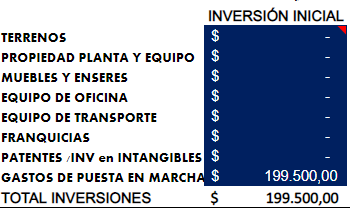 INVERSIÓN INICIAL
TERRENOS $ -
PROPIEDAD PLANTA Y EQUIPO $ -
MUEBLES Y ENSERES $ -
EQUIPO DE OFICINA $ -
EQUIPO DE TRANSPORTE $ -
FRANQUICIAS $ -
PATENTES /INV en INTANGIBLES $ -
GASTOS DE PUESTA EN MARCHA $ 199.500,00
TOTAL INVERSIONES $ 199.500,00